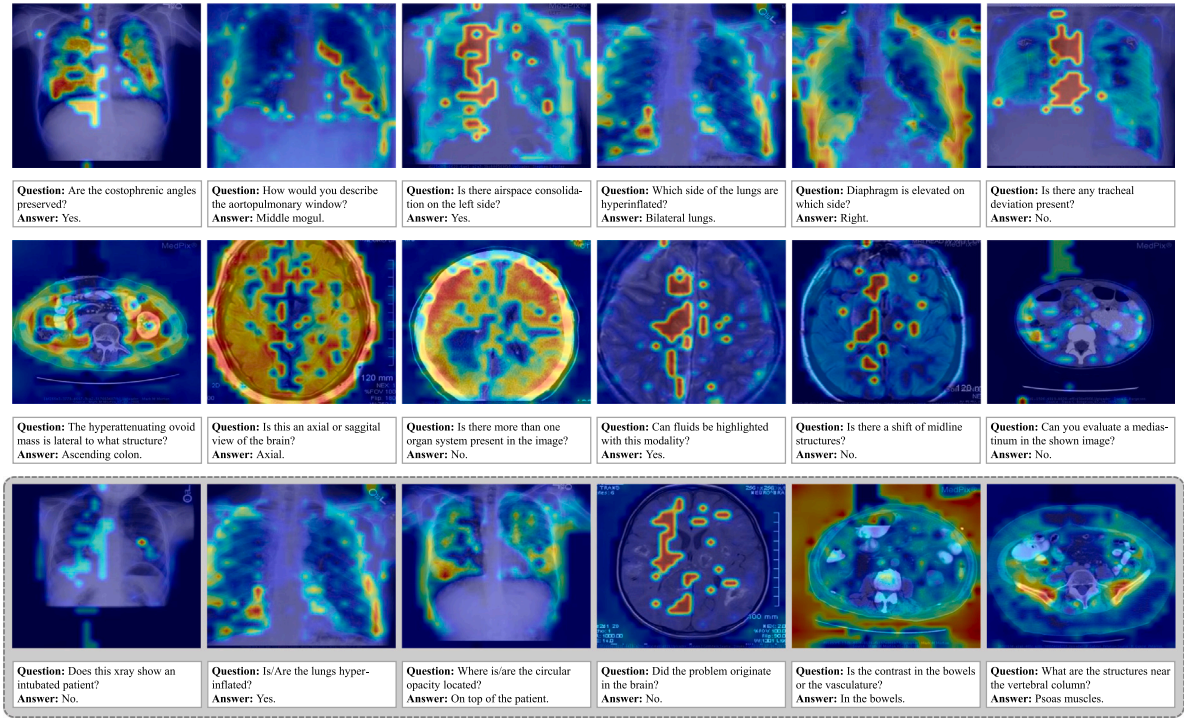 Question: Are the costophrenic angles
preserved?
Answer: Yes.
Question: How would you describe
the aortopulmonary window?
Answer: Middle mogul.
Question: Is there airspace consolida-
tion on the left side?
Answer: Yes.
Question: Which side of the lungs are
hyperinflated?
Answer: Bilateral lungs.
Question: Diaphragm is elevated on
which side?
Answer: Right.
MedPix
Question: Is there any tracheal
deviation present?
Answer: No.
MedPix
Question: The hyperattenuating ovoid
mass is lateral to what structure?
Answer: Ascending colon.
120 mm
Question: Is this an axial or saggital
view of the brain?
Answer: Axial.
Question: Is there more than one
organ system present in the image?
Answer: No.
Question: Can fluids be highlighted
with this modality?
Answer: Yes.
MedPix
Question: Is there a shift of midline
structures?
Answer: No.
MedPix
Question: Can you evaluate a medias-
tinum in the shown image?
Answer: No.
Question: Does this xray show an
intubated patient?
Answer: No.
Question: Is/Are the lungs hyper-
inflated?
Answer: Yes.
Question: Where is/are the circular
opacity located?
Answer: On top of the patient.
Question: Did the problem originate
in the brain?
Answer: No.
MedPix
Question: Is the contrast in the bowels
or the vasculature?
Answer: In the bowels.
MedPix
Question: What are the structures near
the vertebral column?
Answer: Psoas muscles.